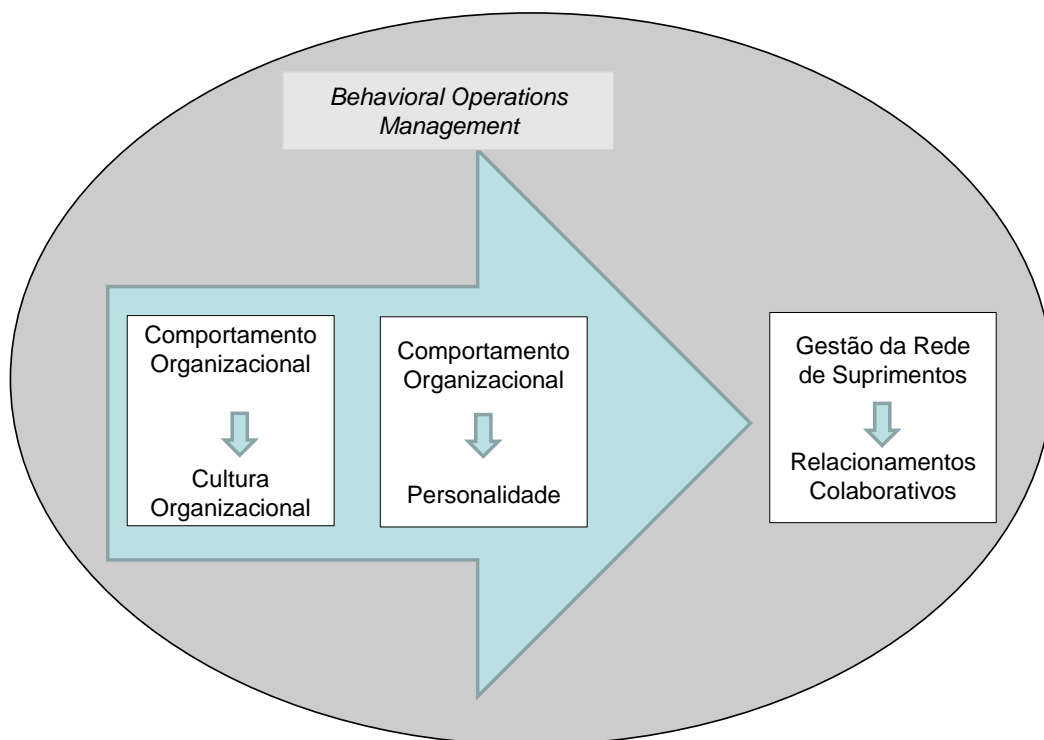 Behavioral Operations
Management
Comportamento
Organizacional
Cultura
Organizacional
Comportamento
Organizacional
Personalidade
Gestão da Rede
de Suprimentos
Relacionamentos
Colaborativos